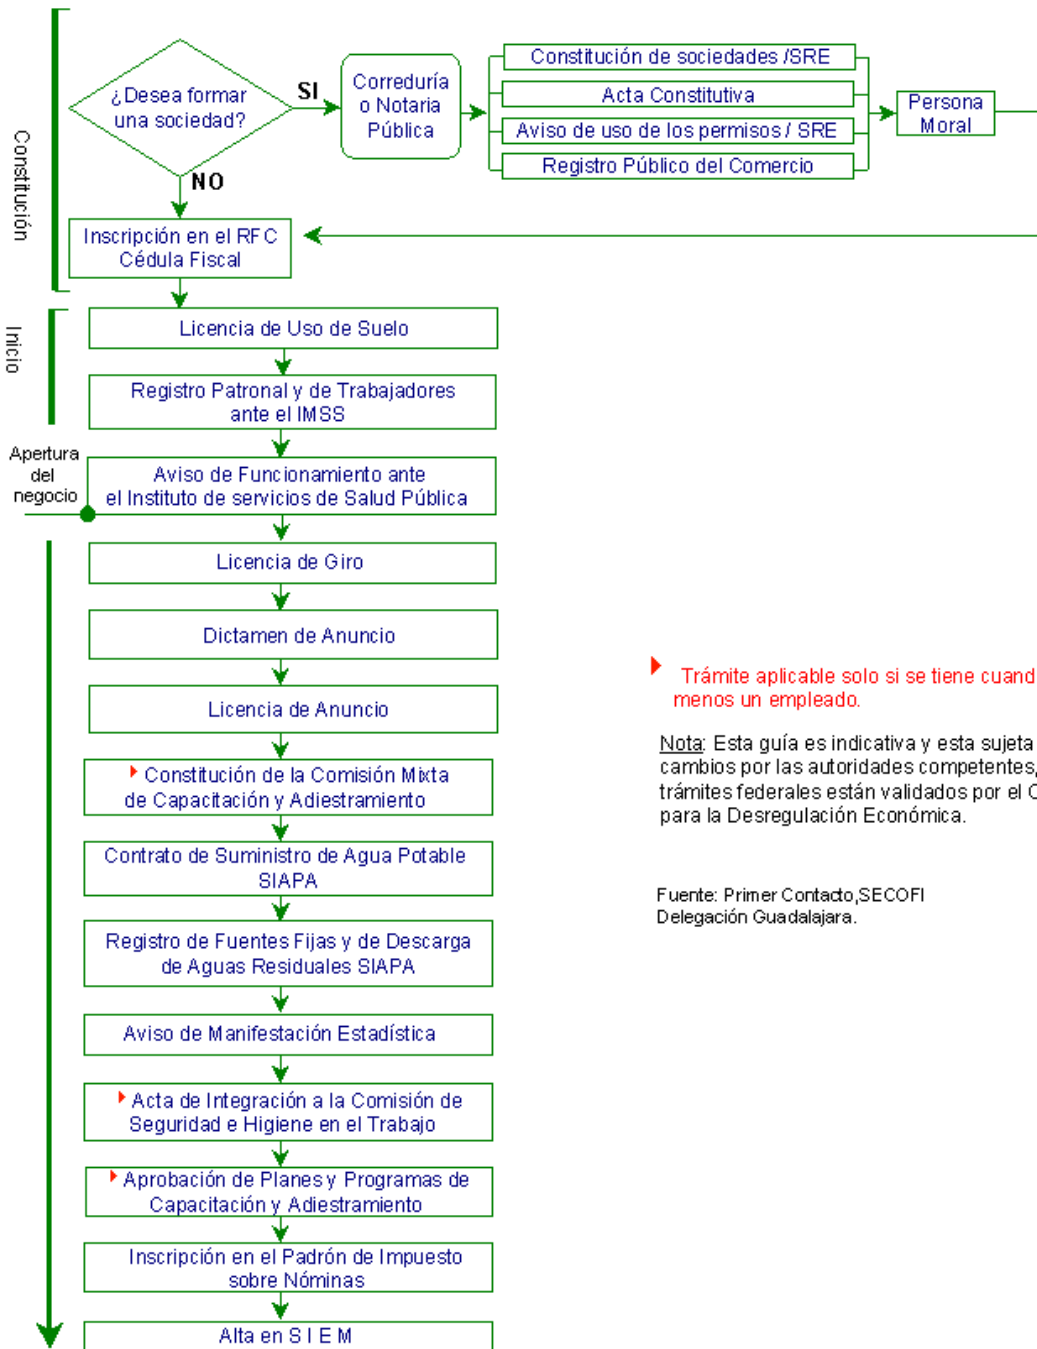 ¿Desea formar
una sociedad?
SI
Correduría
o Notaria
Pública
Constitución de sociedades /SRE
Acta Constitutiva
Aviso de uso de los permisos / SRE
Registro Público del Comercio
Persona
Moral
Constitución
NO
Inscripción en el RFC
Cédula Fiscal
Inicio
Licencia de Uso de Suelo
Registro Patronal y de Trabajadores
ante el IMSS
Apertura
del
negocio
Aviso de Funcionamiento ante
el Instituto de servicios de Salud Pública
Licencia de Giro
Dictamen de Anuncio
Licencia de Anuncio
Constitución de la Comisión Mixta
de Capacitación y Adiestramiento
Contrato de Suministro de Agua Potable
SIAPA
Registro de Fuentes Fijas y de Descarga
de Aguas Residuales SIAPA
Aviso de Manifestación Estadística
Acta de Integración a la Comisión de
Seguridad e Higiene en el Trabajo
Aprobación de Planes y Programas de
Capacitación y Adiestramiento
Inscripción en el Padrón de Impuesto
sobre Nóminas
Alta en S I E M
Trámite aplicable solo si se tiene cuand
menos un empleado.
Nota: Esta guía es indicativa y esta sujeta
cambios por las autoridades competentes,
trámites federales están validados por el C
para la Desregulación Económica.
Fuente: Primer Contacto,SECOFI
Delegación Guadalajara.